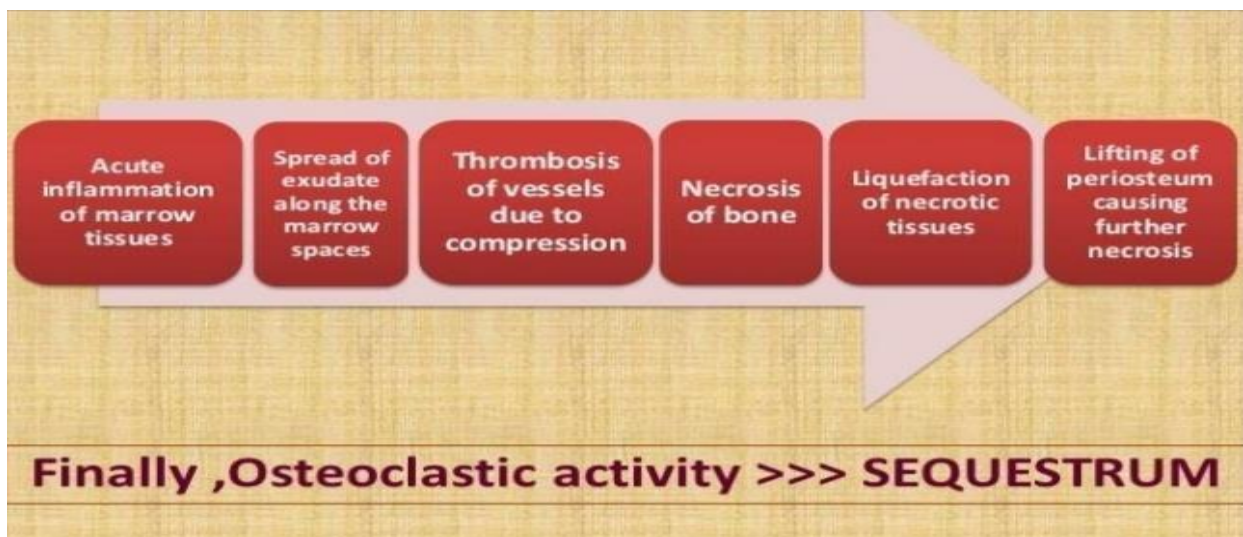 Acute
inflammation
of marrow
tissues
Spread of
exudate
along the
marrow
spaces
Thrombosis
of vessels
due to
compression
Necrosis
of bone
Liquefaction
of necrotic
tissues
Lifting of
periosteum
causing
further
necrosis
Finally ,Osteoclastic activity >>> SEQUESTRUM